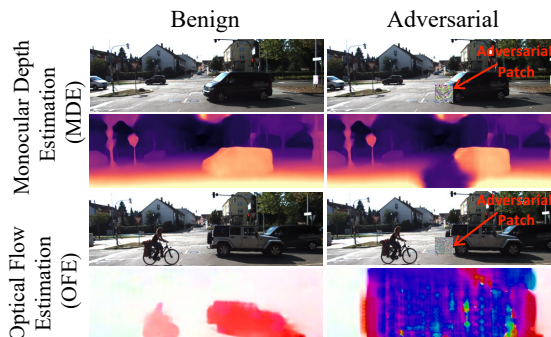 Benign
Adversarial
Monocular Depth
Estimation
(MDE)
Adversarial
Patch
Optical Flow
Estimation
(OFE)
Adversarial
Patch